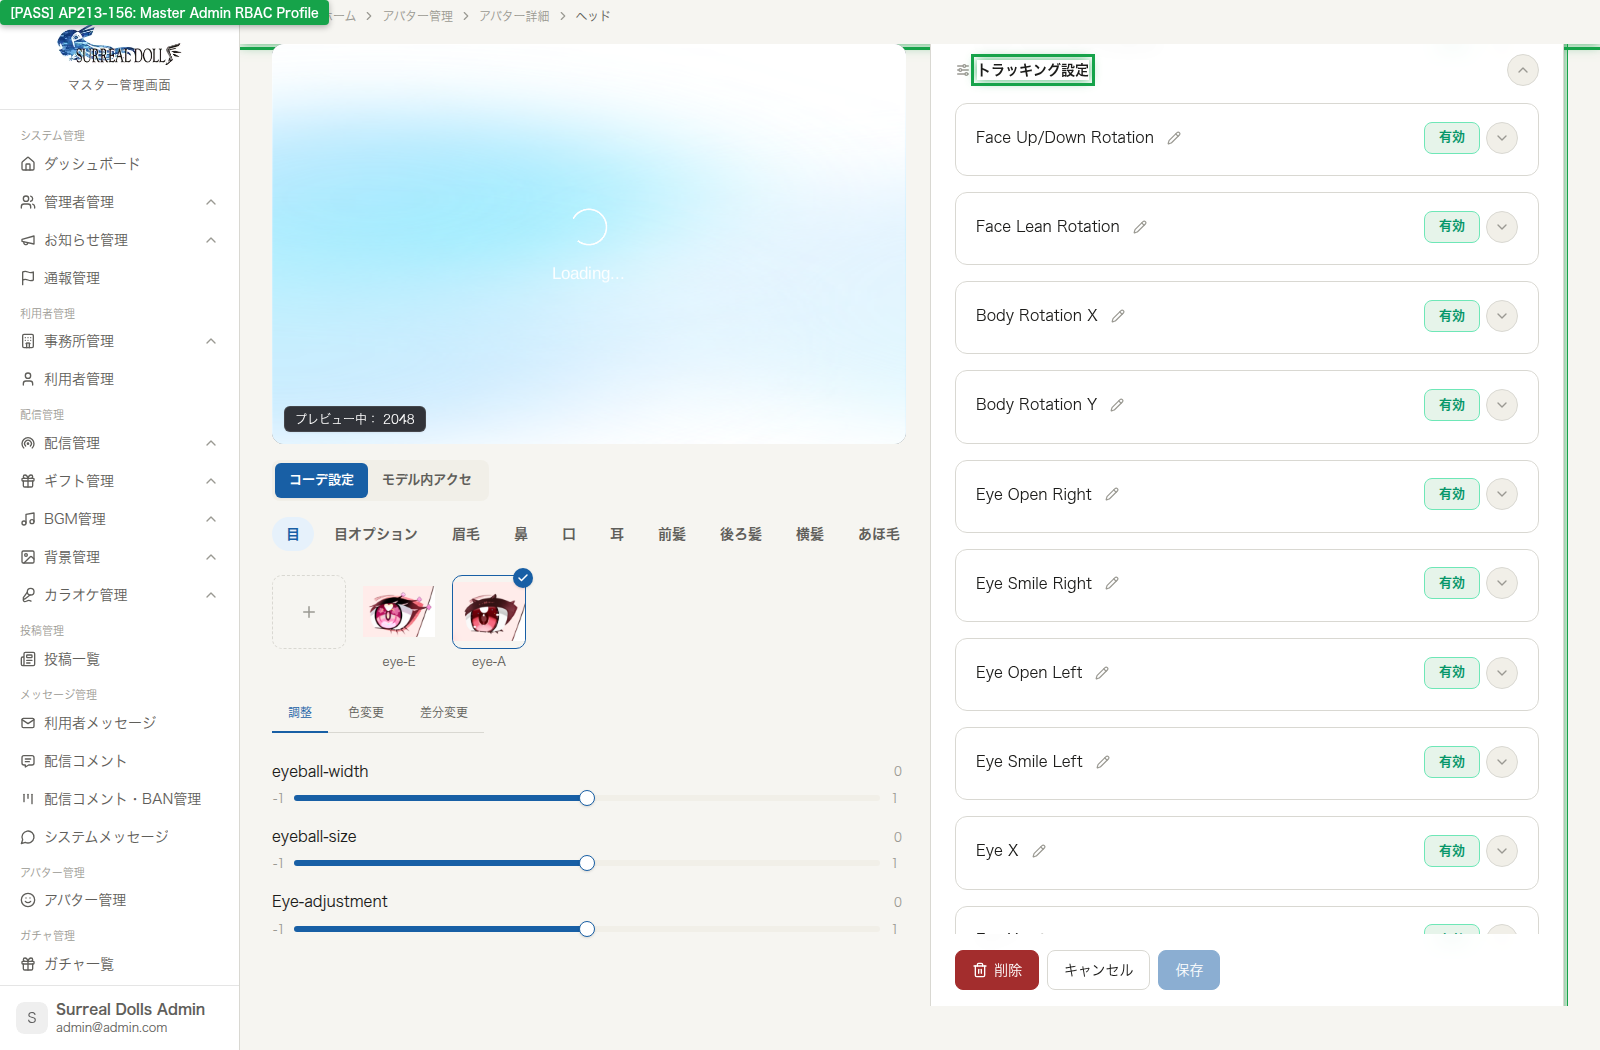 [PASS] AP213-156: Master Admin RBAC Profile
ーム > アバター管理 > アバター詳細 > ヘッド
SURREAL DOLLS
マスター管理画面
システム管理
ダッシュボード
管理者管理
お知らせ管理
通報管理
利用者管理
事務所管理
利用者管理
配信管理
配信管理
ギフト管理
BGM管理
背景管理
カラオケ管理
投稿管理
投稿一覧
メッセージ管理
利用者メッセージ
配信コメント
配信コメント・BAN管理
システムメッセージ
アバター管理
アバター管理
ガチャ管理
ガチャ一覧
S
Surreal Dolls Admin
admin@admin.com
Loading...
プレビュー中： 2048
コーデ設定 モデル内アクセ
目 目オプション 眉毛 鼻 口 耳 前髪 後ろ髪 横髪 あほ毛
eye-E eye-A
調整 色変更 差分変更
eyeball-width 0
-1 1
eyeball-size 0
-1 1
Eye-adjustment 0
-1 1
トラッキング設定
Face Up/Down Rotation 有効
Face Lean Rotation 有効
Body Rotation X 有効
Body Rotation Y 有効
Eye Open Right 有効
Eye Smile Right 有効
Eye Open Left 有効
Eye Smile Left 有効
Eye X 有効
削除 キャンセル 保存